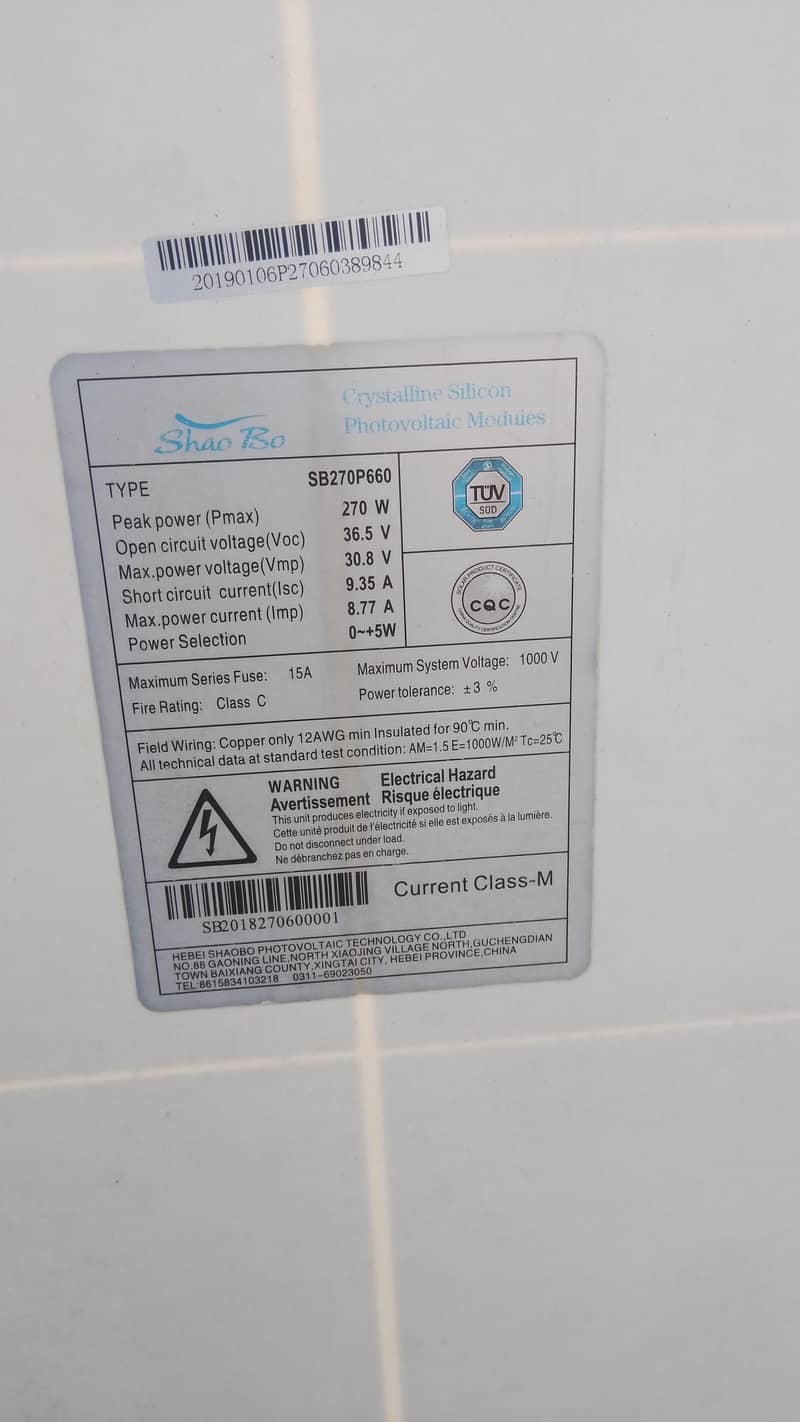 20190106P27060389844
Shao Bo
Crystalline Silicon
Photovoltaic Moduies
TYPE SB270P660
Peak power (Pmax) 270 W
Open circuit voltage(Voc) 36.5 V
Max.power voltage(Vmp) 30.8 V
Short circuit current(Isc) 9.35 A
Max.power current (Imp) 8.77 A
Power Selection 0~+5W
TÜV
SÜD
SOLAR PRODUCT CERTIFICATE
CQC
Maximum Series Fuse: 15A Maximum System Voltage: 1000 V
Fire Rating: Class C Power tolerance: ±3 %
Field Wiring: Copper only 12AWG min Insulated for 90℃ min.
All technical data at standard test condition: AM=1.5 E=1000W/M² Tc=25℃
WARNING Electrical Hazard
Avertissement Risque électrique
This unit produces electricity if exposed to light.
Cette unité produit de l'électricité si elle est exposés à la lumière.
Do not disconnect under load.
Ne débranchez pas en charge.
SB2018270600001
Current Class-M
HEBEI SHAOBO PHOTOVOLTAIC TECHNOLOGY CO.,LTD
NO.88 GAONING LINE,NORTH XIAOJING VILLAGE NORTH,GUCHENGDIAN
TOWN BAIXIANG COUNTY,XINGTAI CITY, HEBEI PROVINCE,CHINA
TEL:8615834103218 0311-69023050